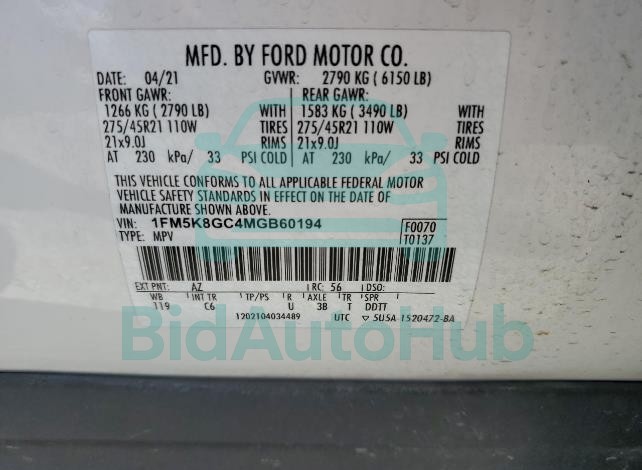 MFD. BY FORD MOTOR CO.
DATE: 04/21 GVWR: 2790 KG ( 6150 LB)
FRONT GAWR: REAR GAWR:
1266 KG ( 2790 LB) WITH 1583 KG ( 3490 LB) WITH
275/45R21 110W TIRES 275/45R21 110W TIRES
21x9.0J RIMS 21x9.0J RIMS
AT 230 kPa/ 33 PSI COLD AT 230 kPa/ 33 PSI COLD
THIS VEHICLE CONFORMS TO ALL APPLICABLE FEDERAL MOTOR
VEHICLE SAFETY STANDARDS IN EFFECT ON THE DATE OF
MANUFACTURE SHOWN ABOVE.
VIN: 1FM5K8GC4MGB60194 F0070
TYPE: MPV T0137
EXT PNT: AZ RC: 56 DSO:
WB INT TR TP/PS R AXLE TR SPR
119 C6 U 3B T DDTT
1202104034489 UTC ▽ 5U5A-1520472-BA
BidAutoHub